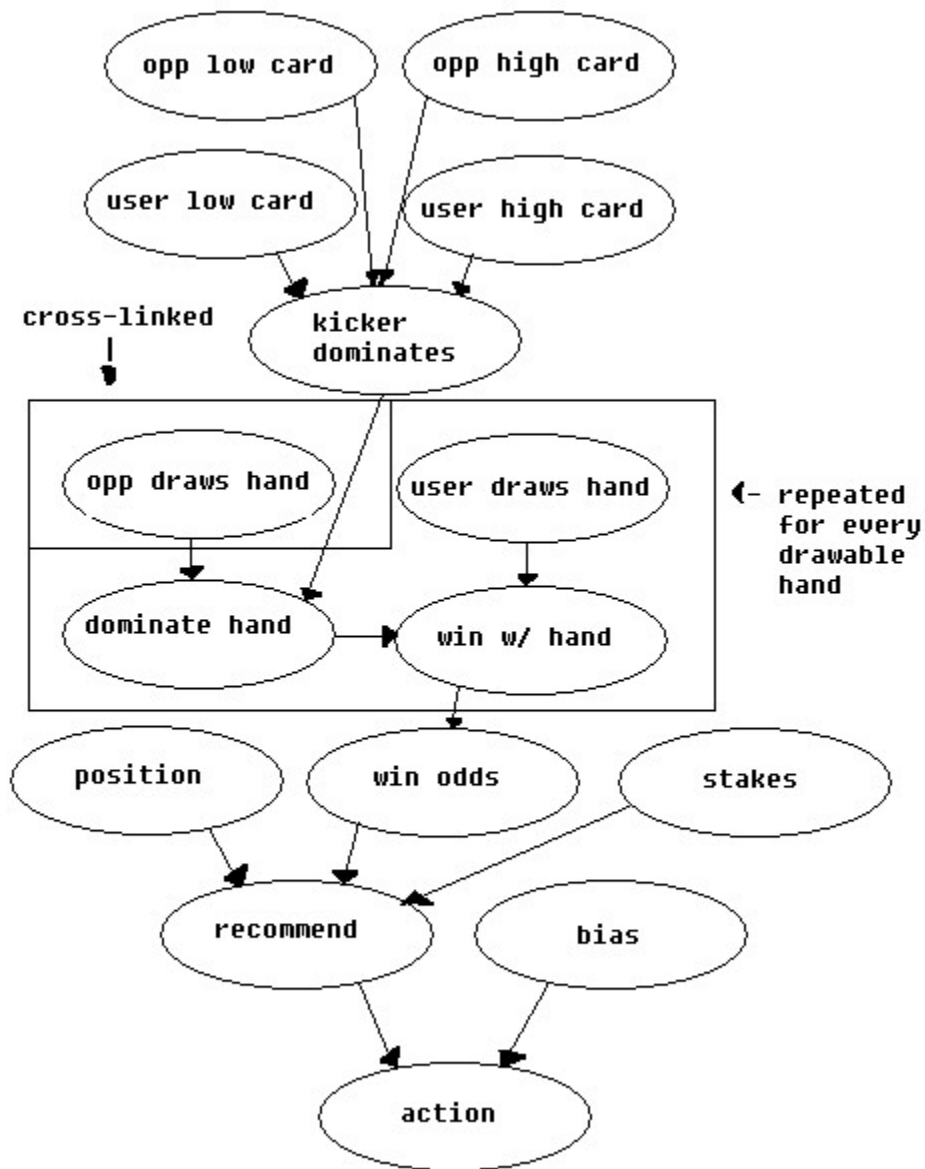 opp low card
opp high card
user low card
user high card
cross-linked
kicker
dominates
opp draws hand
user draws hand
<- repeated
for every
drawable
hand
dominate hand
win w/ hand
position
win odds
stakes
recommend
bias
action